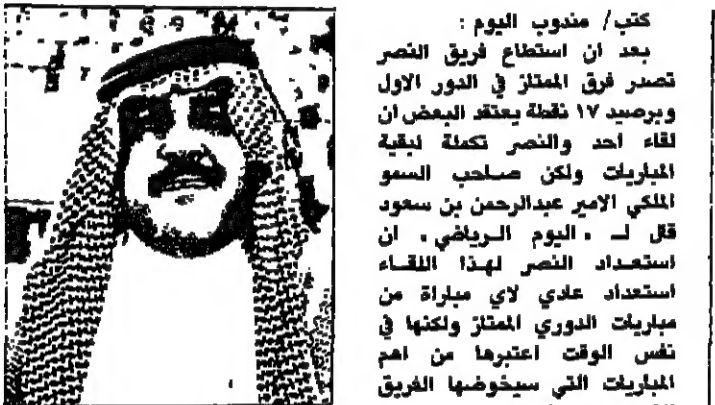 كتب/ مندوب اليوم :
بعد ان استطاع فريق النصر
تصدر فرق الممتاز في الدور الاول
وبرصيد ١٧ نقطة يعتقد البعض ان
لقاء أحد والنصر تكملة لبقية
المباريات ولكن صاحب السمو
الملكي الامير عبدالرحمن بن سعود
قال لـ «اليوم الرياضي» ان
استعداد النصر لهذا اللقاء
استعداد عادي لاي مباراة من
مباريات الدوري الممتاز ولكنها في
نفس الوقت اعتبرها من اهم
المباريات التي سيخوضها الفريق